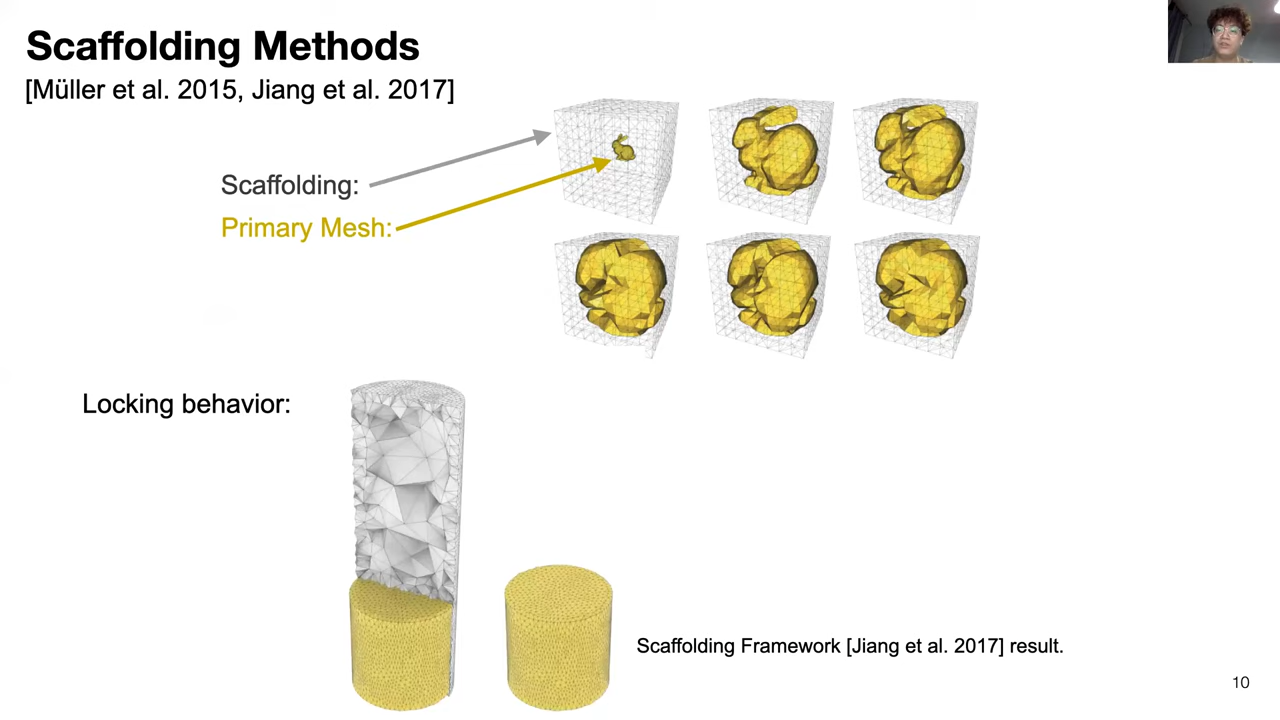 Scaffolding Methods
[Müller et al. 2015, Jiang et al. 2017]
Scaffolding:
Primary Mesh:
Locking behavior:
Scaffolding Framework [Jiang et al. 2017] result.
10